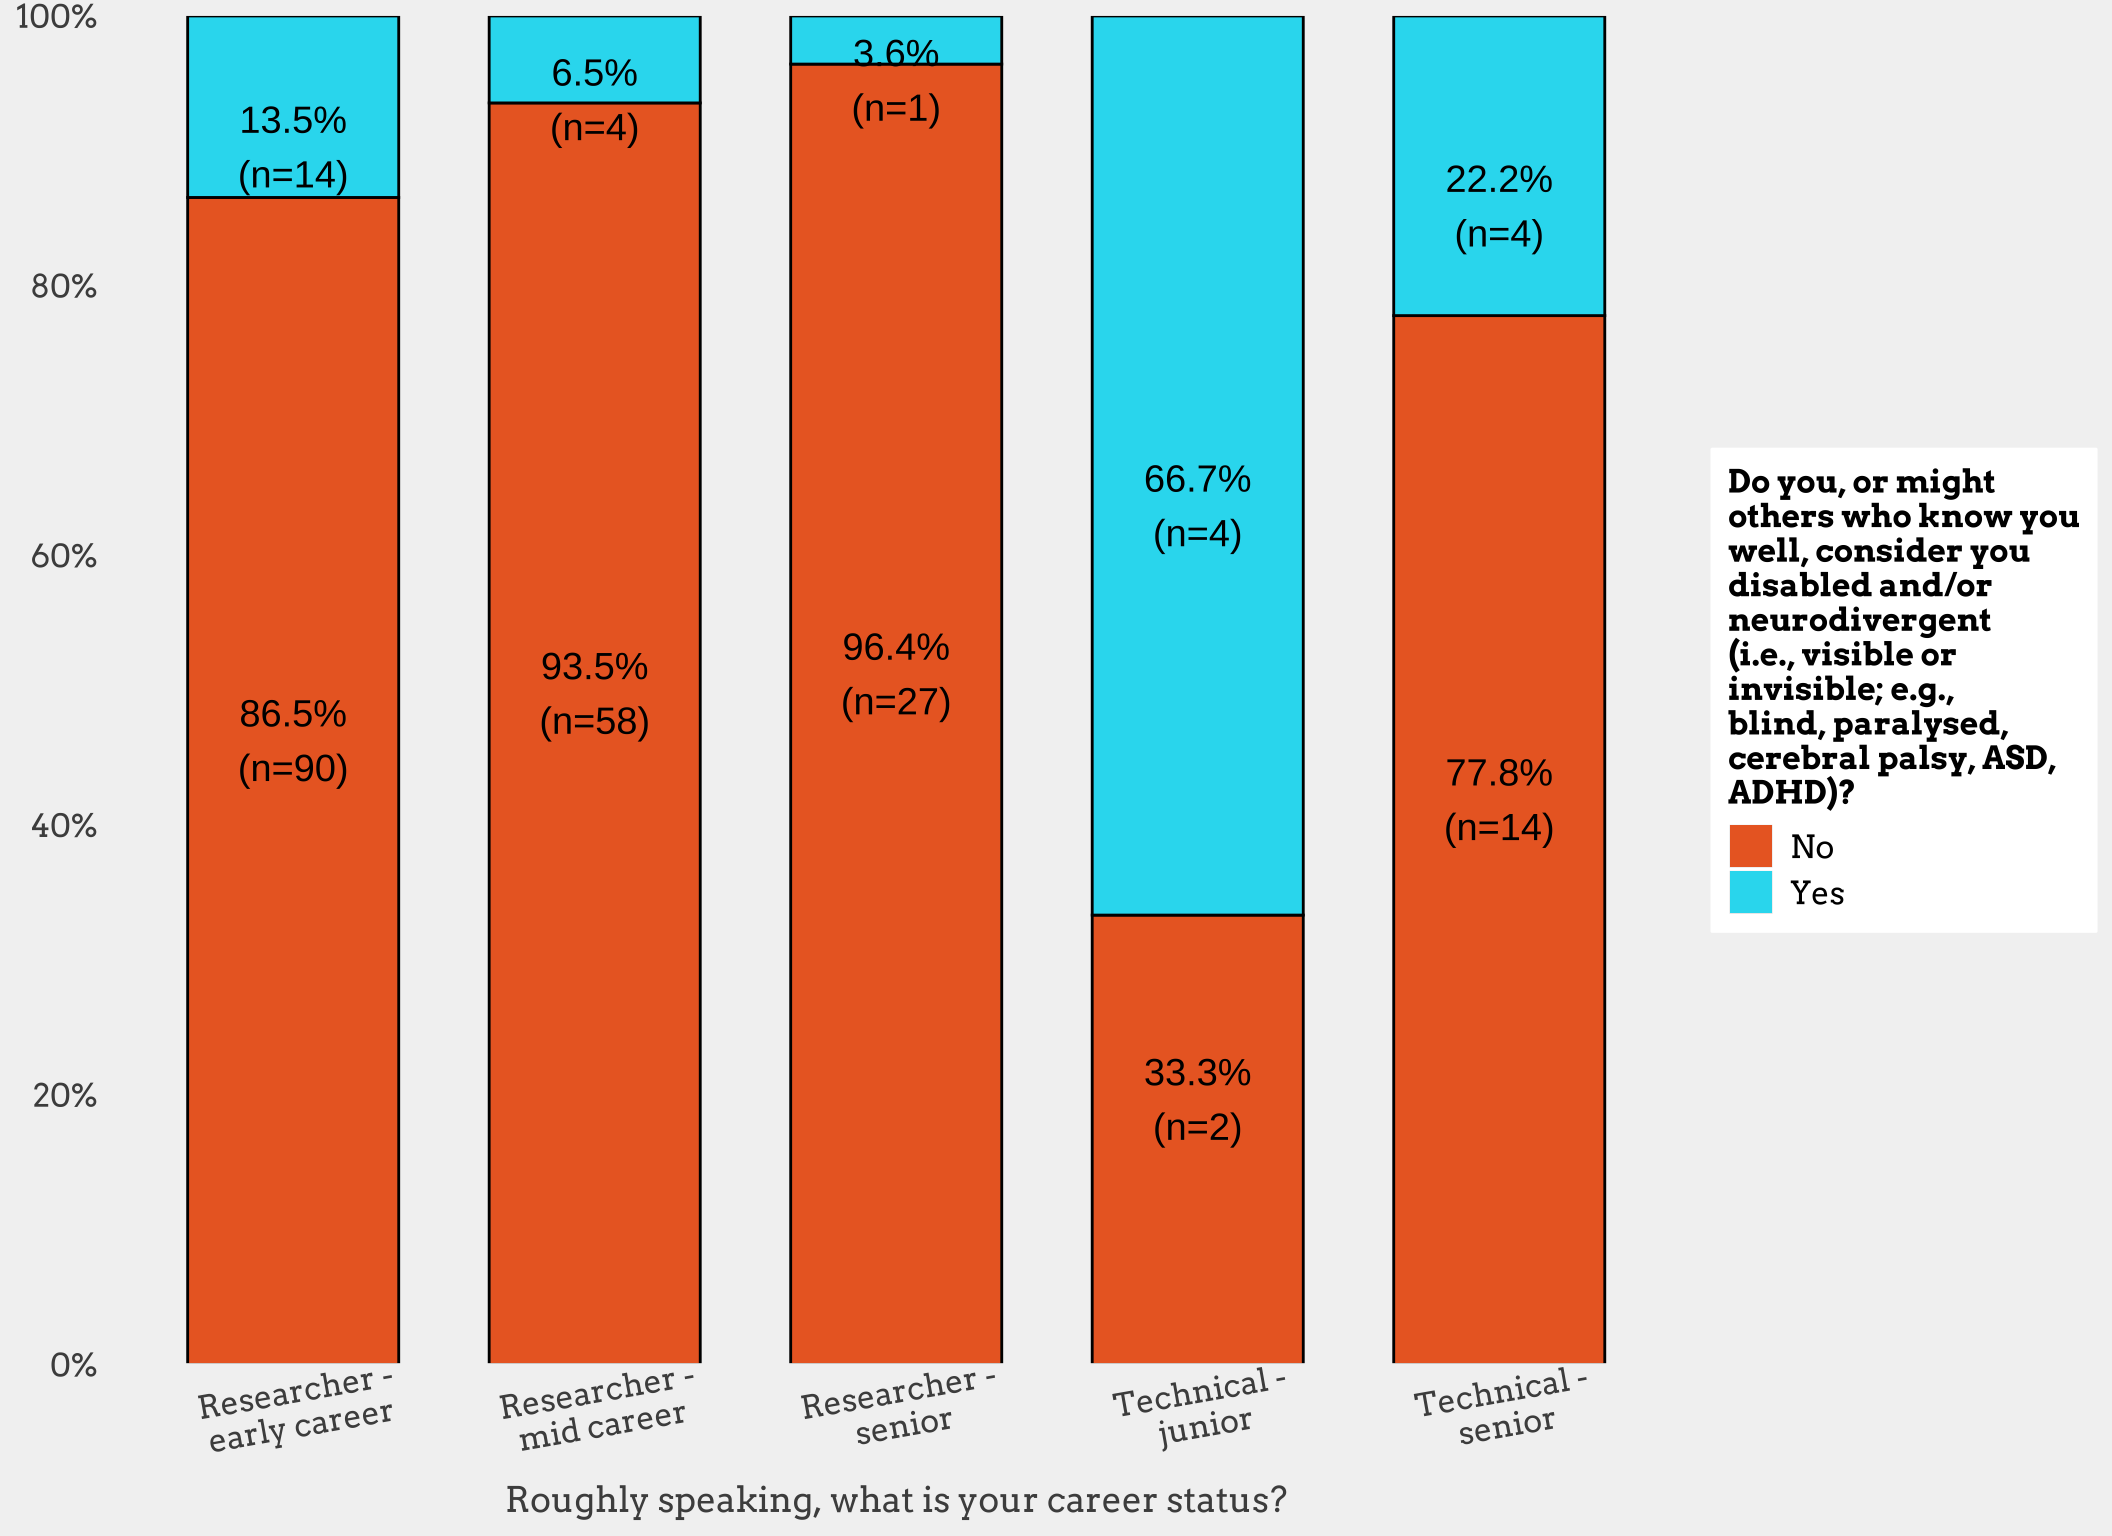 100%
80%
60%
40%
20%
0%
13.5%
(n=14)
86.5%
(n=90)
6.5%
(n=4)
93.5%
(n=58)
3.6%
(n=1)
96.4%
(n=27)
66.7%
(n=4)
33.3%
(n=2)
22.2%
(n=4)
77.8%
(n=14)
Researcher -
early career
Researcher -
mid career
Researcher -
senior
Technical -
junior
Technical -
senior
Roughly speaking, what is your career status?
Do you, or might
others who know you
well, consider you
disabled and/or
neurodivergent
(i.e., visible or
invisible; e.g.,
blind, paralysed,
cerebral palsy, ASD,
ADHD)?
No
Yes